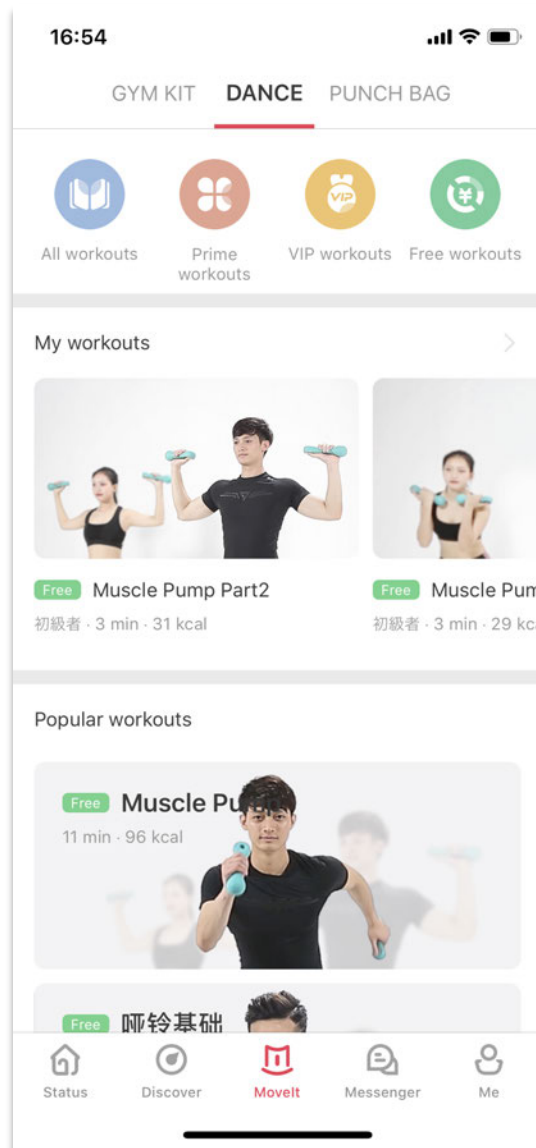 16:54
GYM KIT DANCE PUNCH BAG
VIP
¥
All workouts Prime VIP workouts Free workouts
workouts
My workouts
Free Muscle Pump Part2 Free Muscle Pum
初級者 · 3 min · 31 kcal 初級者 · 3 min · 29 kc
Popular workouts
Free Muscle Pump
11 min · 96 kcal
Free 哑铃基础
Status Discover MoveIt Messenger Me